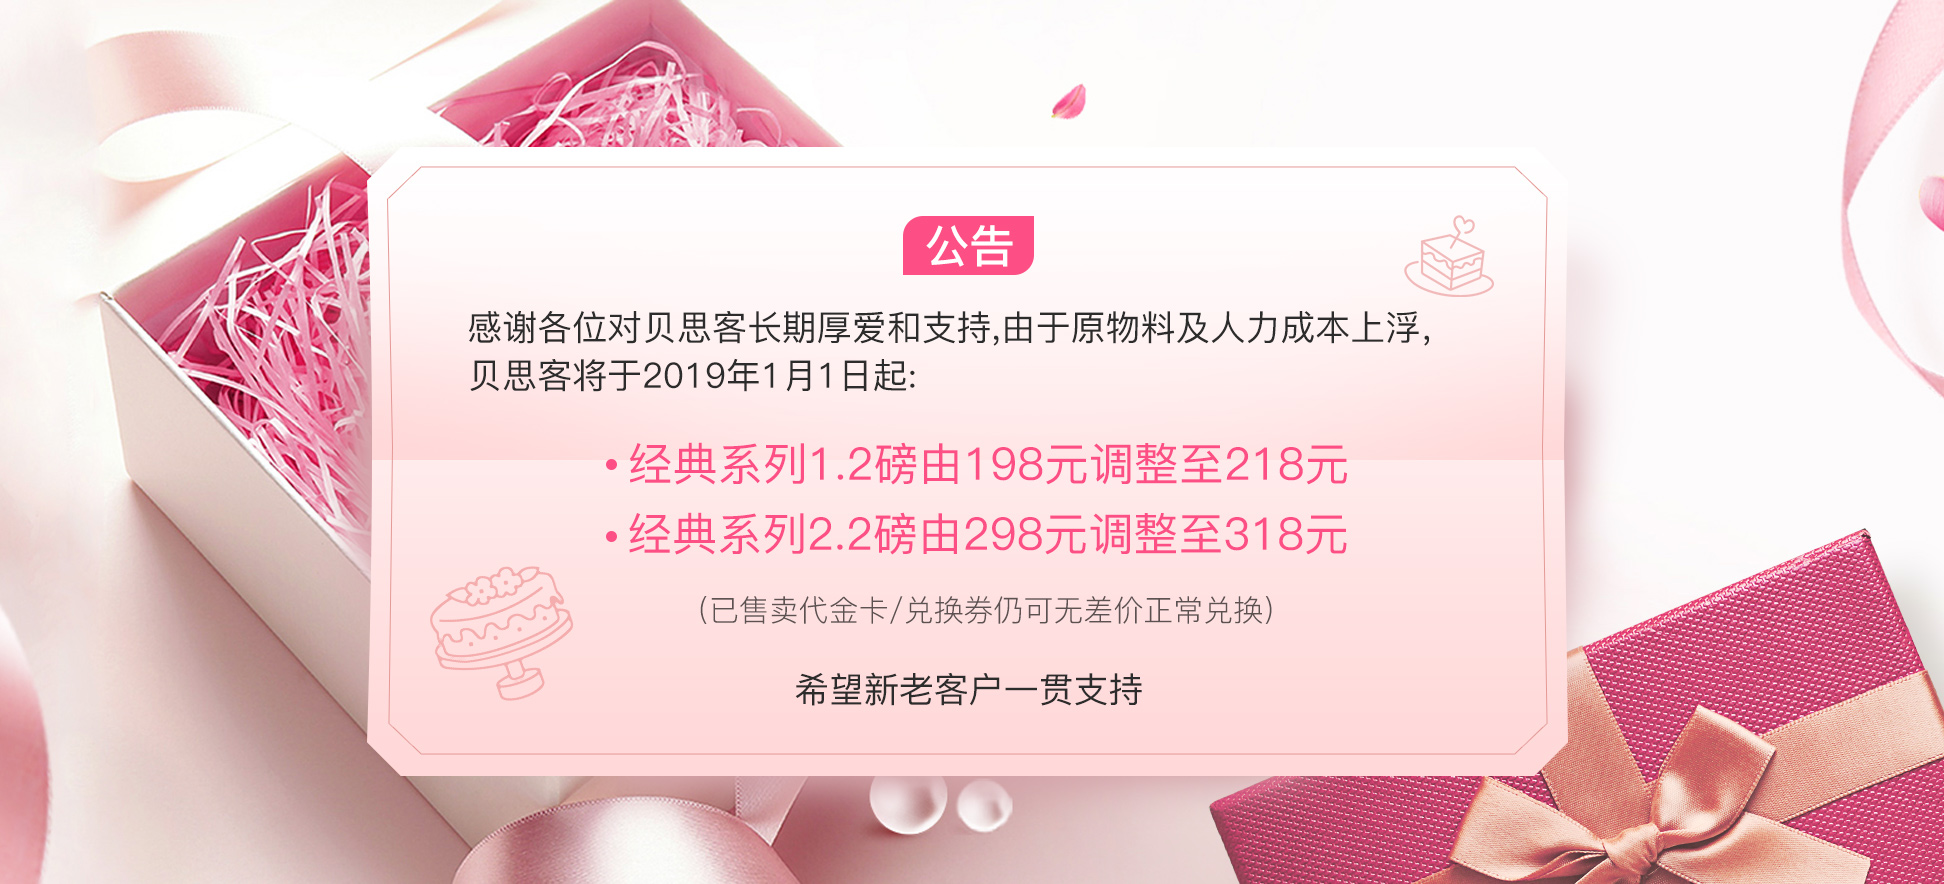 公告
感谢各位对贝思客长期厚爱和支持,由于原物料及人力成本上浮,
贝思客将于2019年1月1日起:
• 经典系列1.2磅由198元调整至218元
• 经典系列2.2磅由298元调整至318元
(已售卖代金卡/兑换券仍可无差价正常兑换)
希望新老客户一贯支持